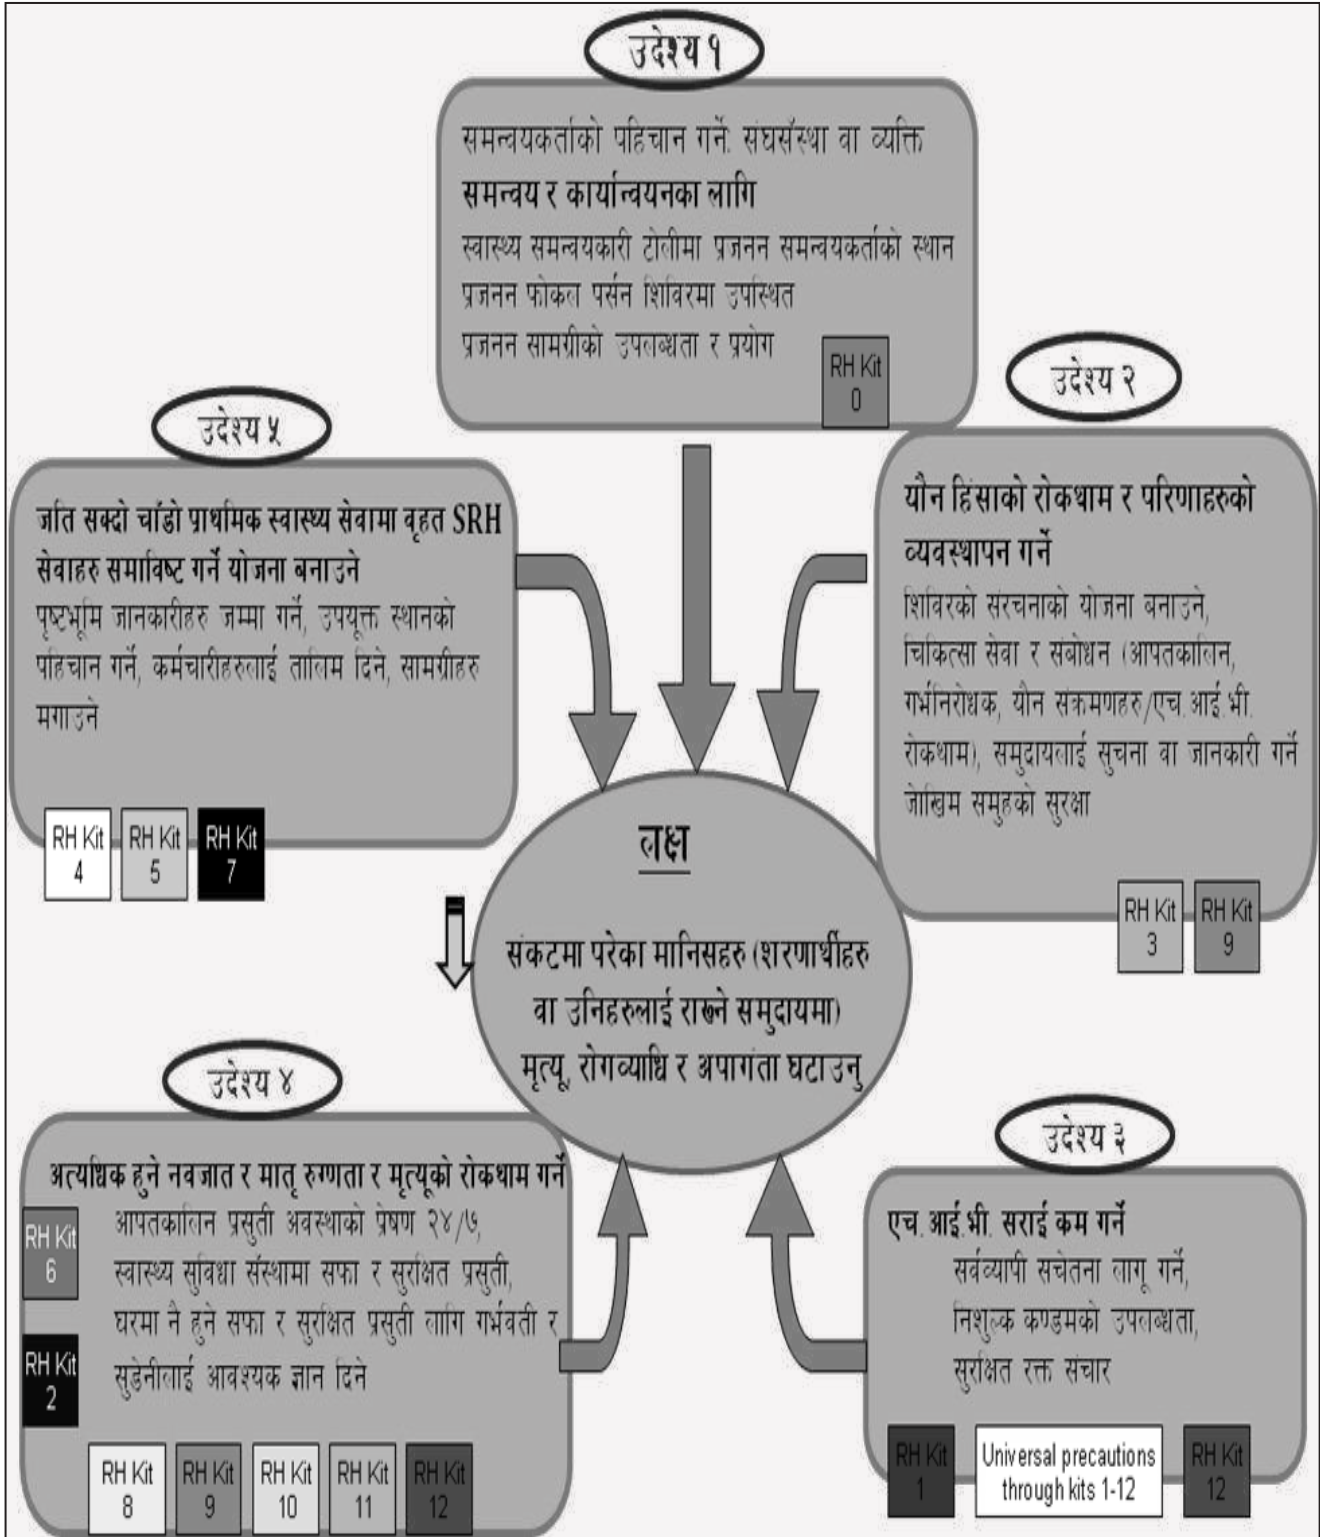 उदेश्य १
समन्वयकर्ताको पहिचान गर्ने: संघसँस्था वा व्यक्ति
समन्वय र कार्यान्वयनका लागि
स्वास्थ्य समन्वयकारी टोलीमा प्रजनन समन्वयकर्ताको स्थान
प्रजनन फोकल पर्सन शिविरमा उपस्थित
प्रजनन सामग्रीको उपलब्धता र प्रयोग
RH Kit
0
उदेश्य २
यौन हिंसाको रोकथाम र परिणाहरुको
व्यवस्थापन गर्ने
शिविरको संरचनाको योजना बनाउने,
चिकित्सा सेवा र संबोधन (आपतकालिन,
गर्भनिरोधक, यौन संक्रमणहरु/एच.आई.भी.
रोकथाम), समुदायलाई सुचना वा जानकारी गर्ने
जोखिम समुहको सुरक्षा
RH Kit
3
RH Kit
9
उदेश्य ५
जति सक्दो चाँडो प्राथमिक स्वास्थ्य सेवामा वृहत SRH
सेवाहरु समाविष्ट गर्ने योजना बनाउने
पृष्टभूमि जानकारीहरु जम्मा गर्ने, उपयूक्त स्थानको
पहिचान गर्ने, कर्मचारीहरुलाई तालिम दिने, सामग्रीहरु
मगाउने
RH Kit
4
RH Kit
5
RH Kit
7
लक्ष
संकटमा परेका मानिसहरु (शरणार्थीहरु
वा उनिहरुलाई राख्ने समुदायमा)
मृत्यू, रोगव्याधि र अपागंता घटाउनु
उदेश्य ४
अत्यधिक हुने नवजात र मातृ रुग्णता र मृत्यूको रोकथाम गर्ने
आपतकालिन प्रसुती अवस्थाको प्रेषण २४/७,
स्वास्थ्य सुविधा सँस्थामा सफा र सुरक्षित प्रसुती,
घरमा नै हुने सफा र सुरक्षित प्रसुती लागि गर्भवती र
सुडेनीलाई आवश्यक ज्ञान दिने
RH Kit
6
RH Kit
2
RH Kit
8
RH Kit
9
RH Kit
10
RH Kit
11
RH Kit
12
उदेश्य ३
एच.आई.भी. सराई कम गर्ने
सर्वव्यापी सचेतना लागू गर्ने,
निशुल्क कण्डमको उपलब्धता,
सुरक्षित रक्त संचार
RH Kit
1
Universal precautions
through kits 1-12
RH Kit
12